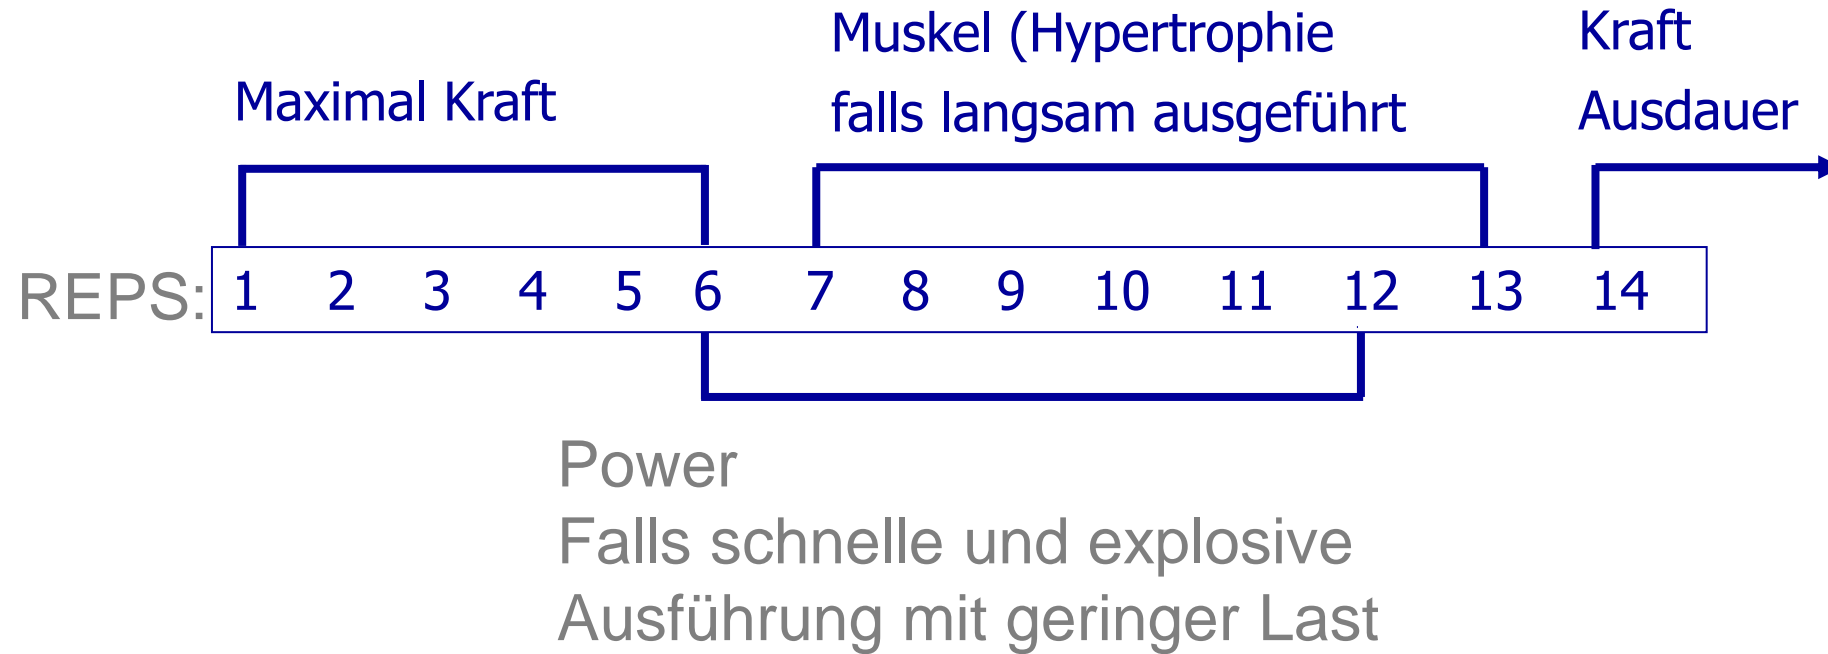 Maximal Kraft
Muskel (Hypertrophie
falls langsam ausgeführt
Kraft
Ausdauer
REPS: 1 2 3 4 5 6 7 8 9 10 11 12 13 14
Power
Falls schnelle und explosive
Ausführung mit geringer Last